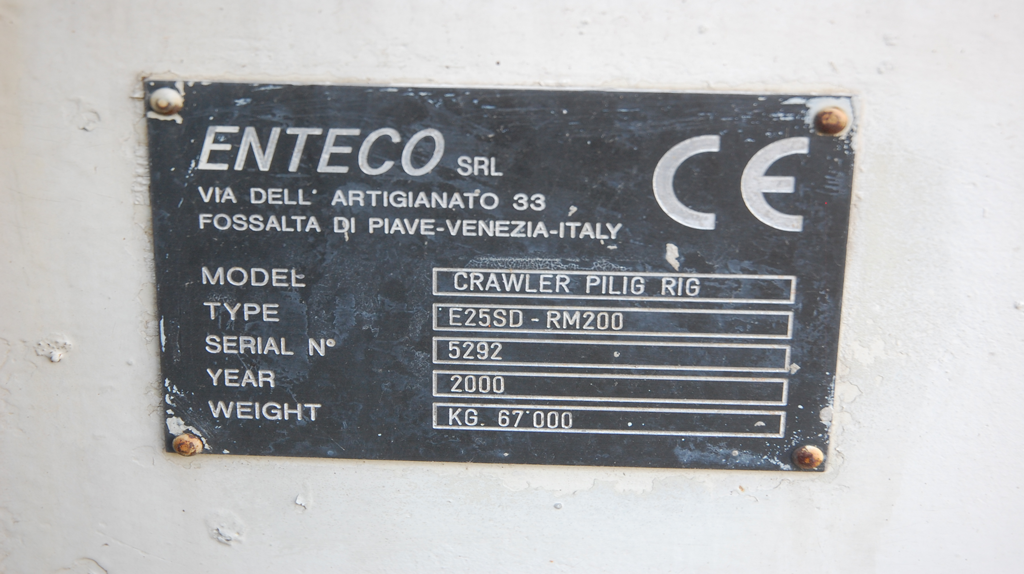 ENTECO SRL
VIA DELL' ARTIGIANATO 33
FOSSALTA DI PIAVE-VENEZIA-ITALY
CE
MODEL CRAWLER PILIG RIG
TYPE E25SD - RM200
SERIAL N° 5292
YEAR 2000
WEIGHT KG. 67'000